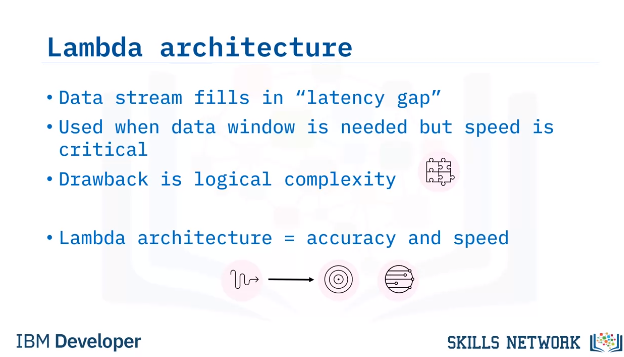 Lambda architecture
• Data stream fills in “latency gap”
• Used when data window is needed but speed is
critical
• Drawback is logical complexity
• Lambda architecture = accuracy and speed
IBM Developer
SKILLS NETWORK